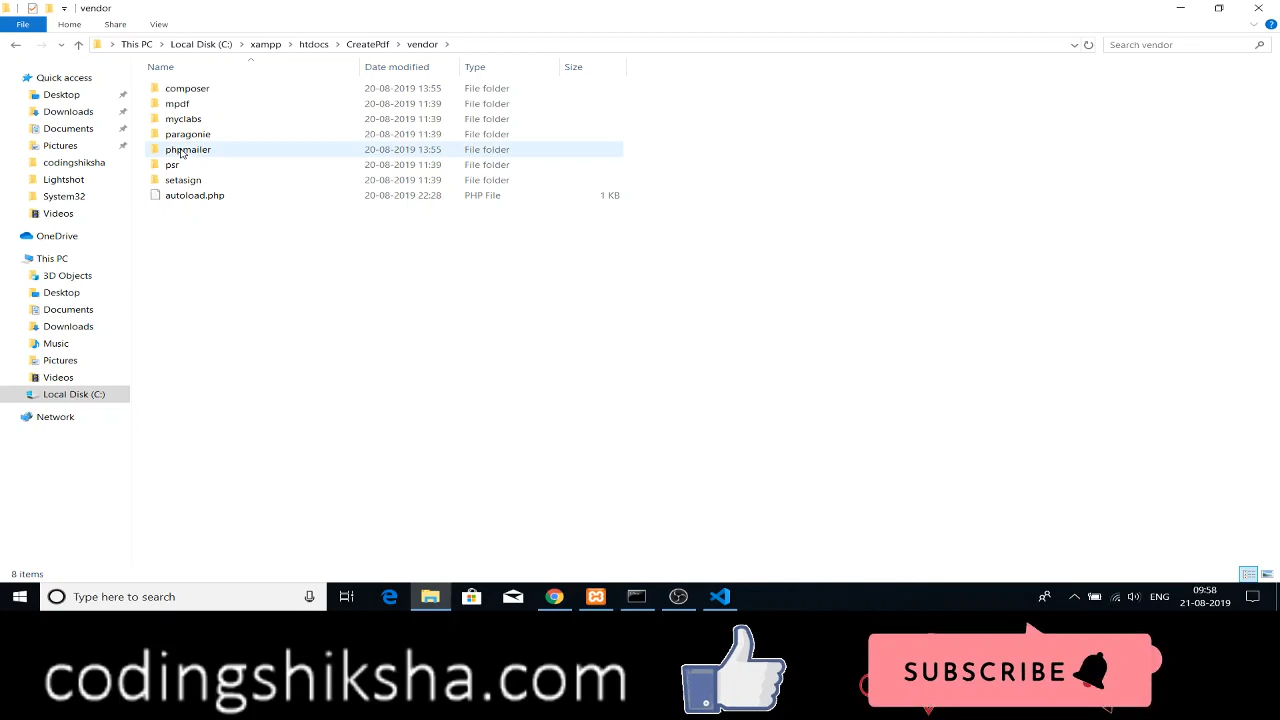 vendor
File Home Share View
This PC Local Disk (C:) xampp htdocs CreatePdf vendor Search vendor
Name Date modified Type Size
Quick access
Desktop
Downloads
Documents
Pictures
codingshiksha
Lightshot
System32
Videos
OneDrive
This PC
3D Objects
Desktop
Documents
Downloads
Music
Pictures
Videos
Local Disk (C:)
Network
composer 20-08-2019 13:55 File folder
mpdf 20-08-2019 11:39 File folder
myclabs 20-08-2019 11:39 File folder
paragonie 20-08-2019 11:39 File folder
phpmailer 20-08-2019 13:55 File folder
psr 20-08-2019 11:39 File folder
setasign 20-08-2019 11:39 File folder
autoload.php 20-08-2019 22:28 PHP File 1 KB
8 items
Type here to search
ENG
09:58
21-08-2019
codingshiksha.com
SUBSCRIBE